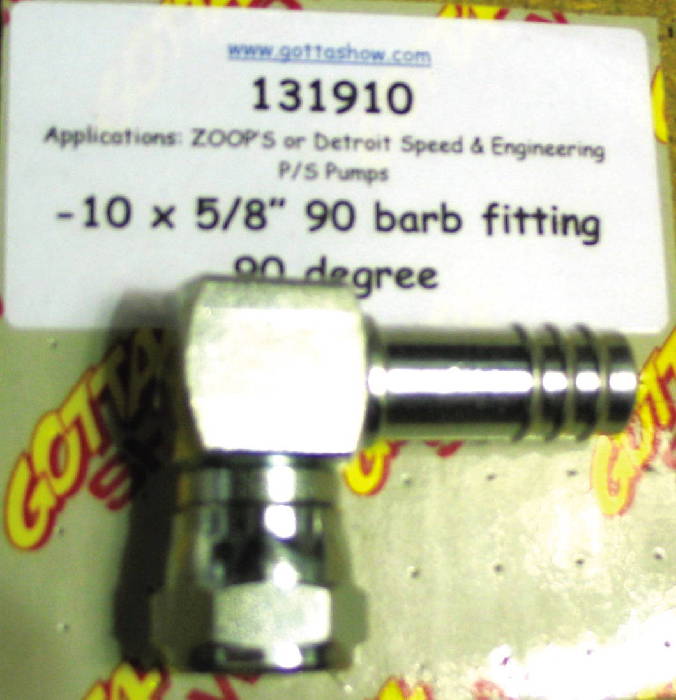 www.gottashow.com
131910
Applications: ZOOP'S or Detroit Speed & Engineering
P/S Pumps
-10 x 5/8" 90 barb fitting
90 degree
GOTTA